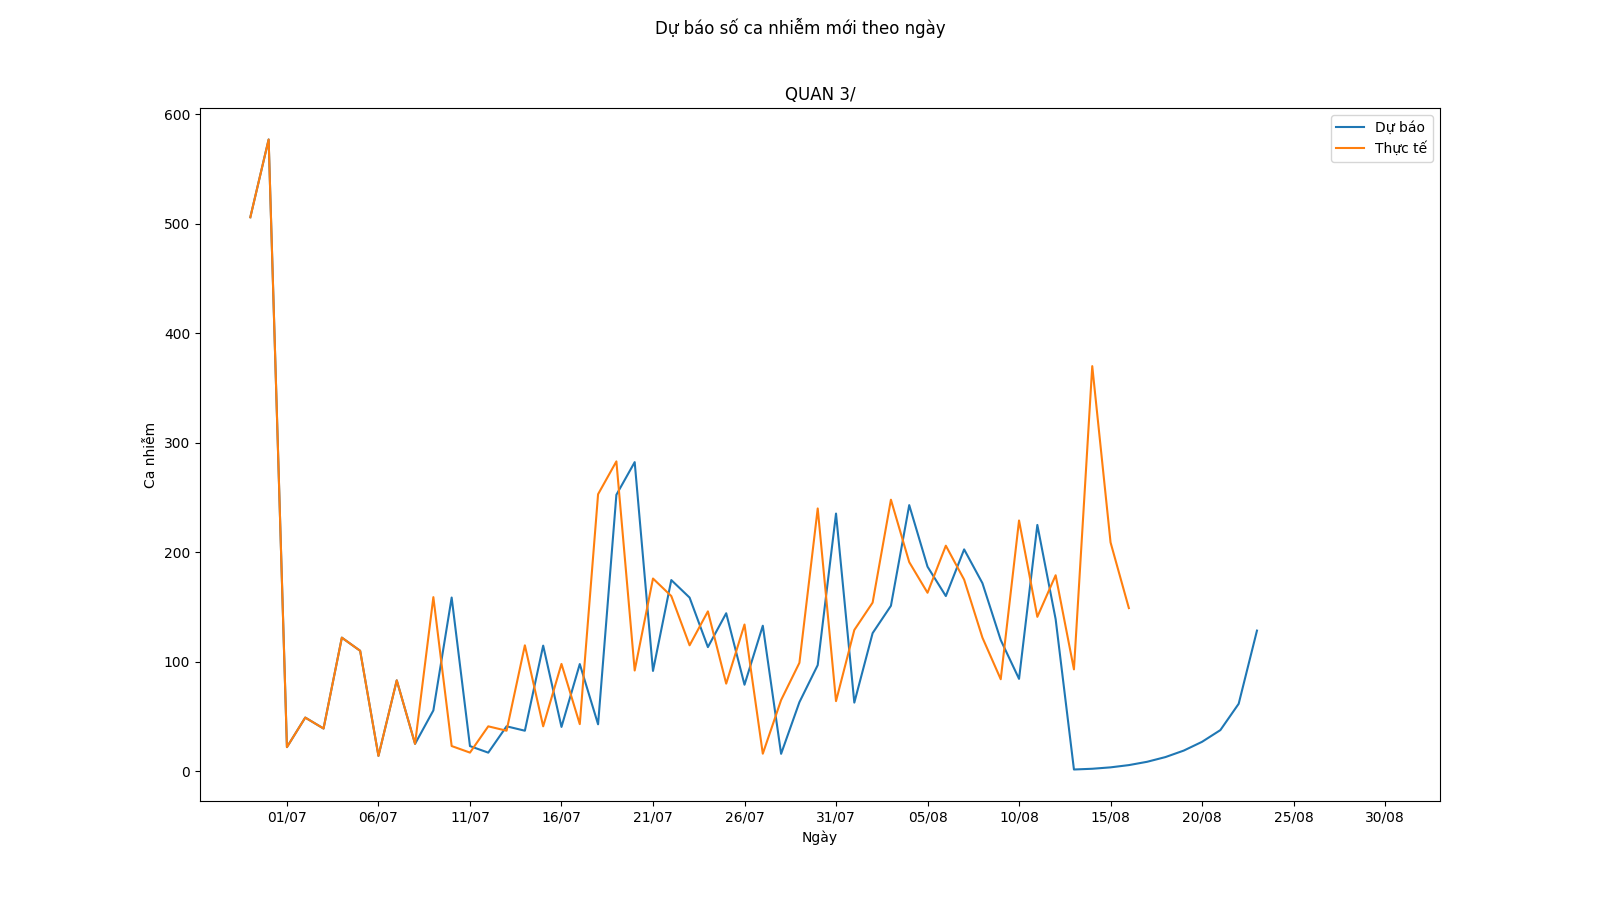 Dự báo số ca nhiễm mới theo ngày
QUAN 3/
Dự báo
Thực tế
600
500
400
300
200
100
0
Ca nhiễm
01/07 06/07 11/07 16/07 21/07 26/07 31/07 05/08 10/08 15/08 20/08 25/08 30/08
Ngày